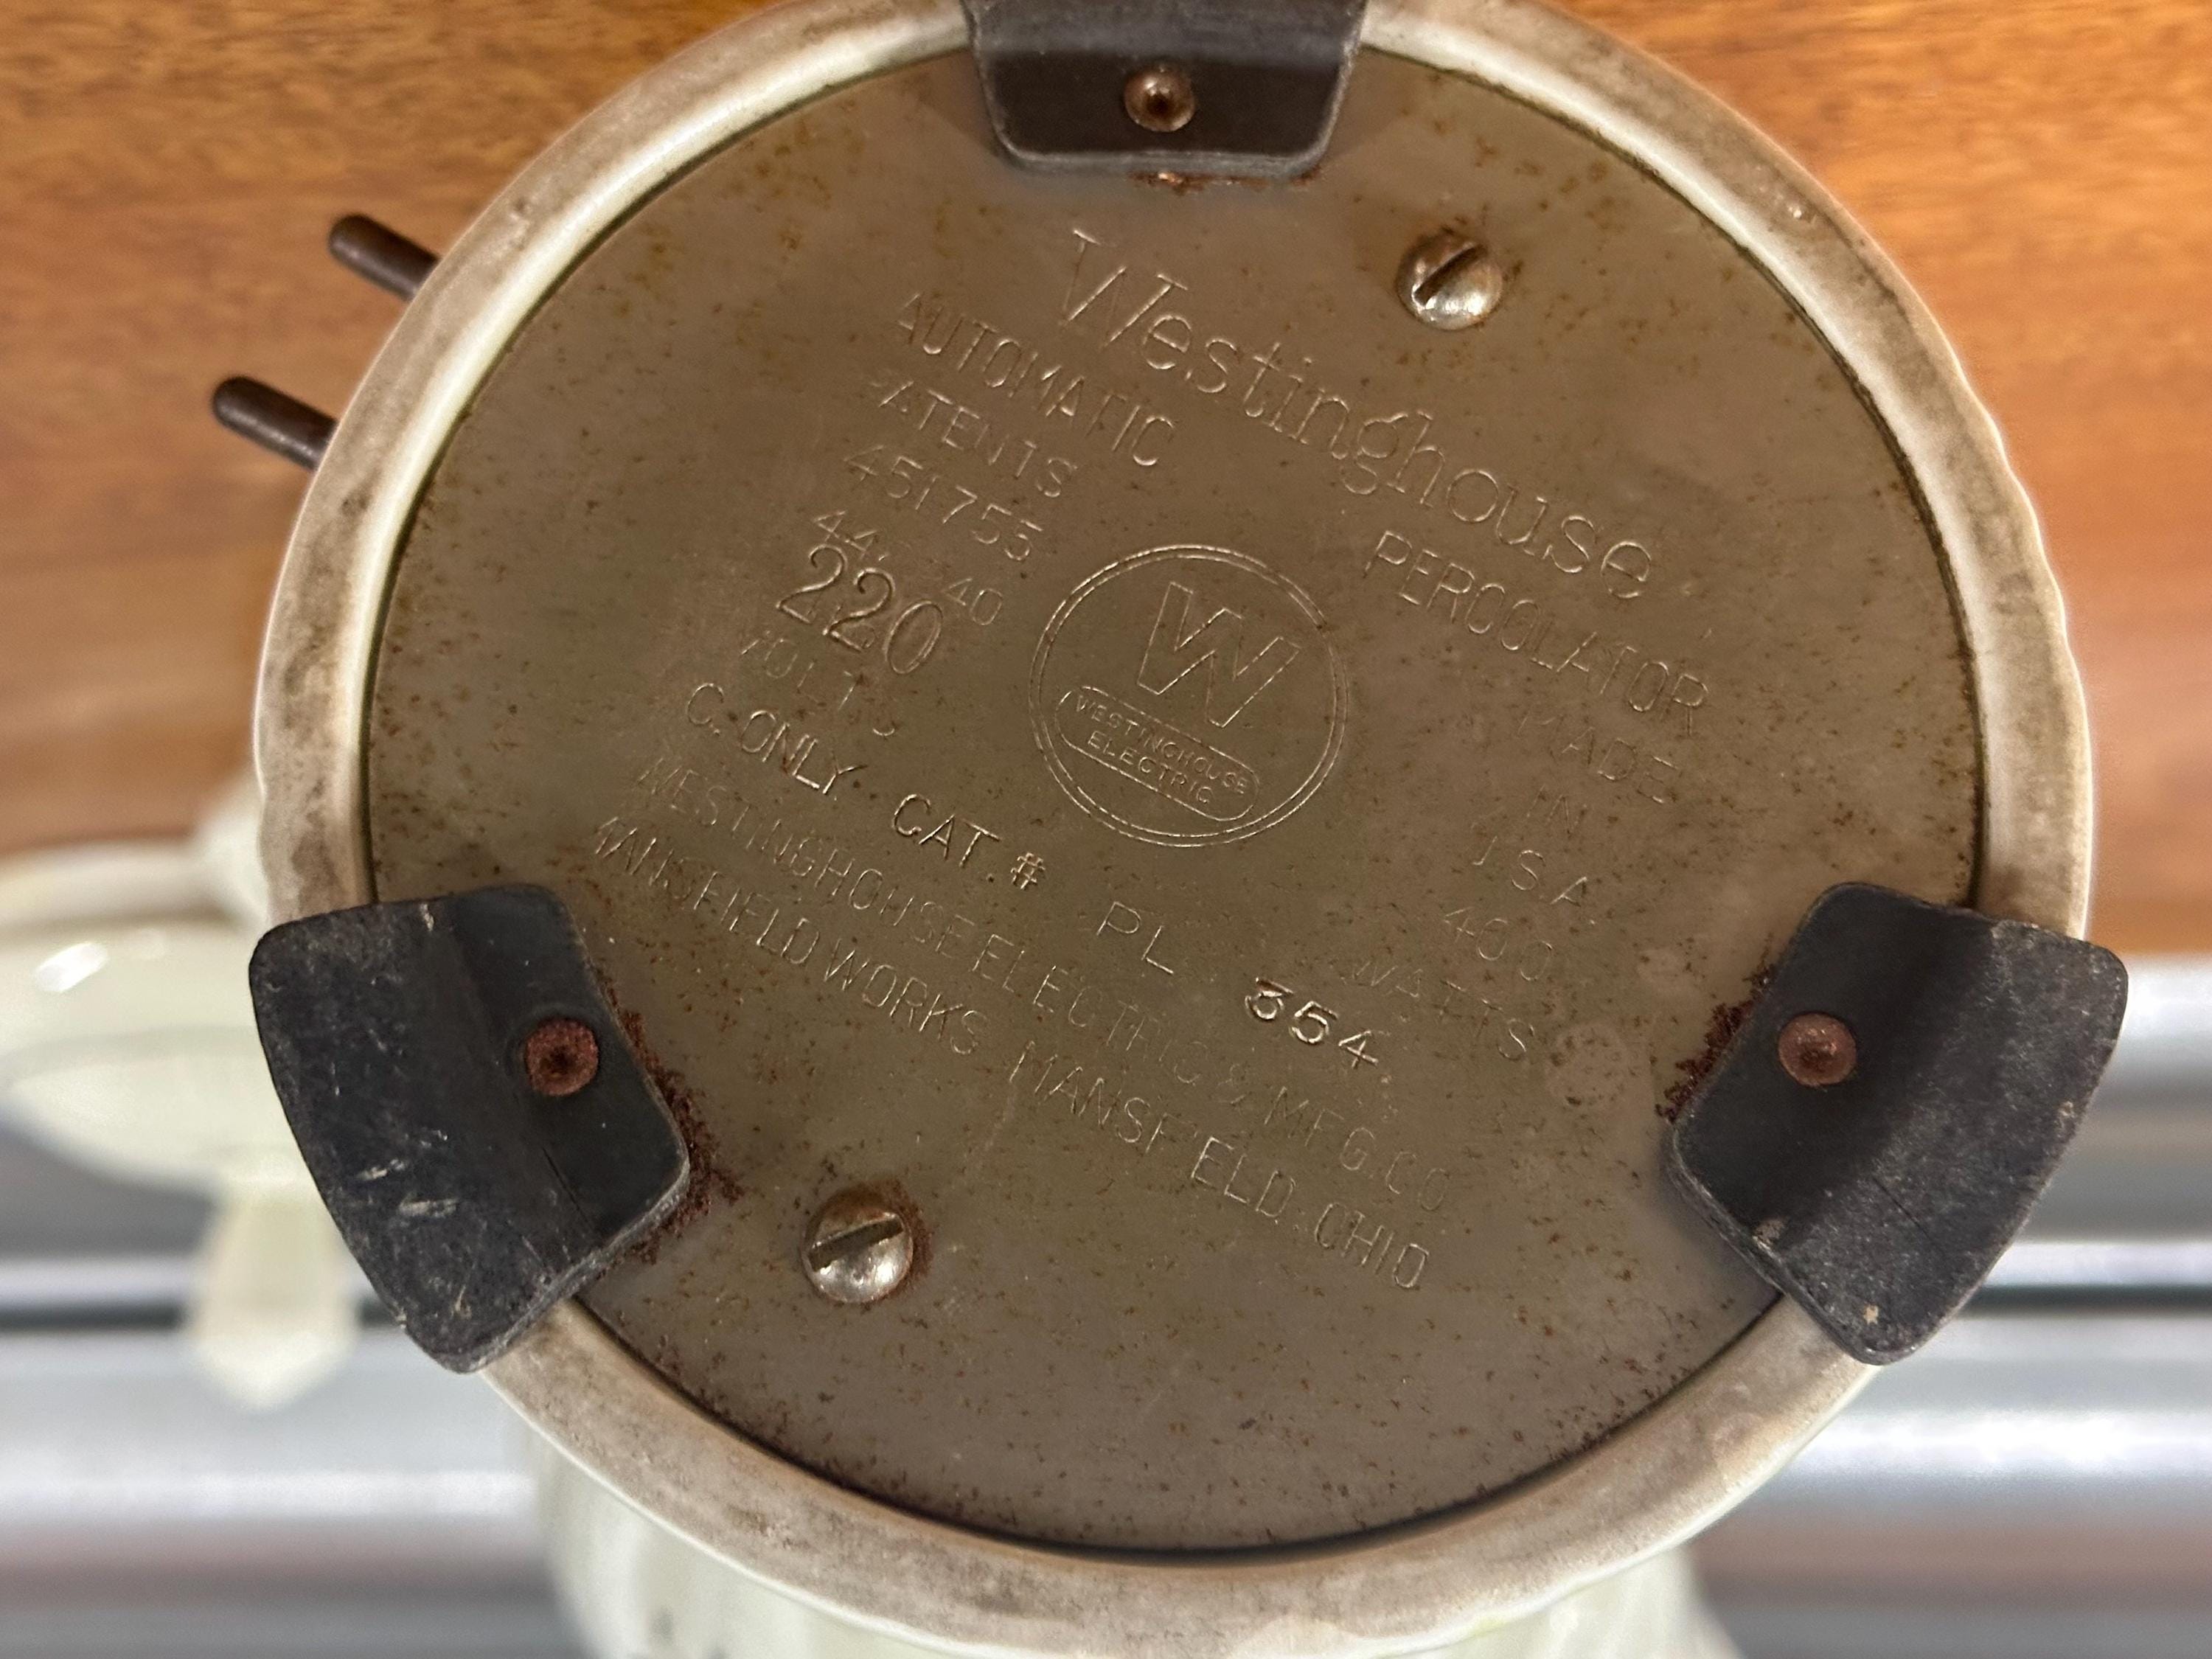 Westinghouse
AUTOMATIC PERCOLATOR
PATENTS MADE
451755 IN
U.S.A.
220 400
VOLTS WATTS
C. ONLY CAT. # PL 354
W
WESTINGHOUSE
ELECTRIC
WESTINGHOUSE ELECTRIC & MFG. CO
MANSFIELD WORKS MANSFIELD, OHIO